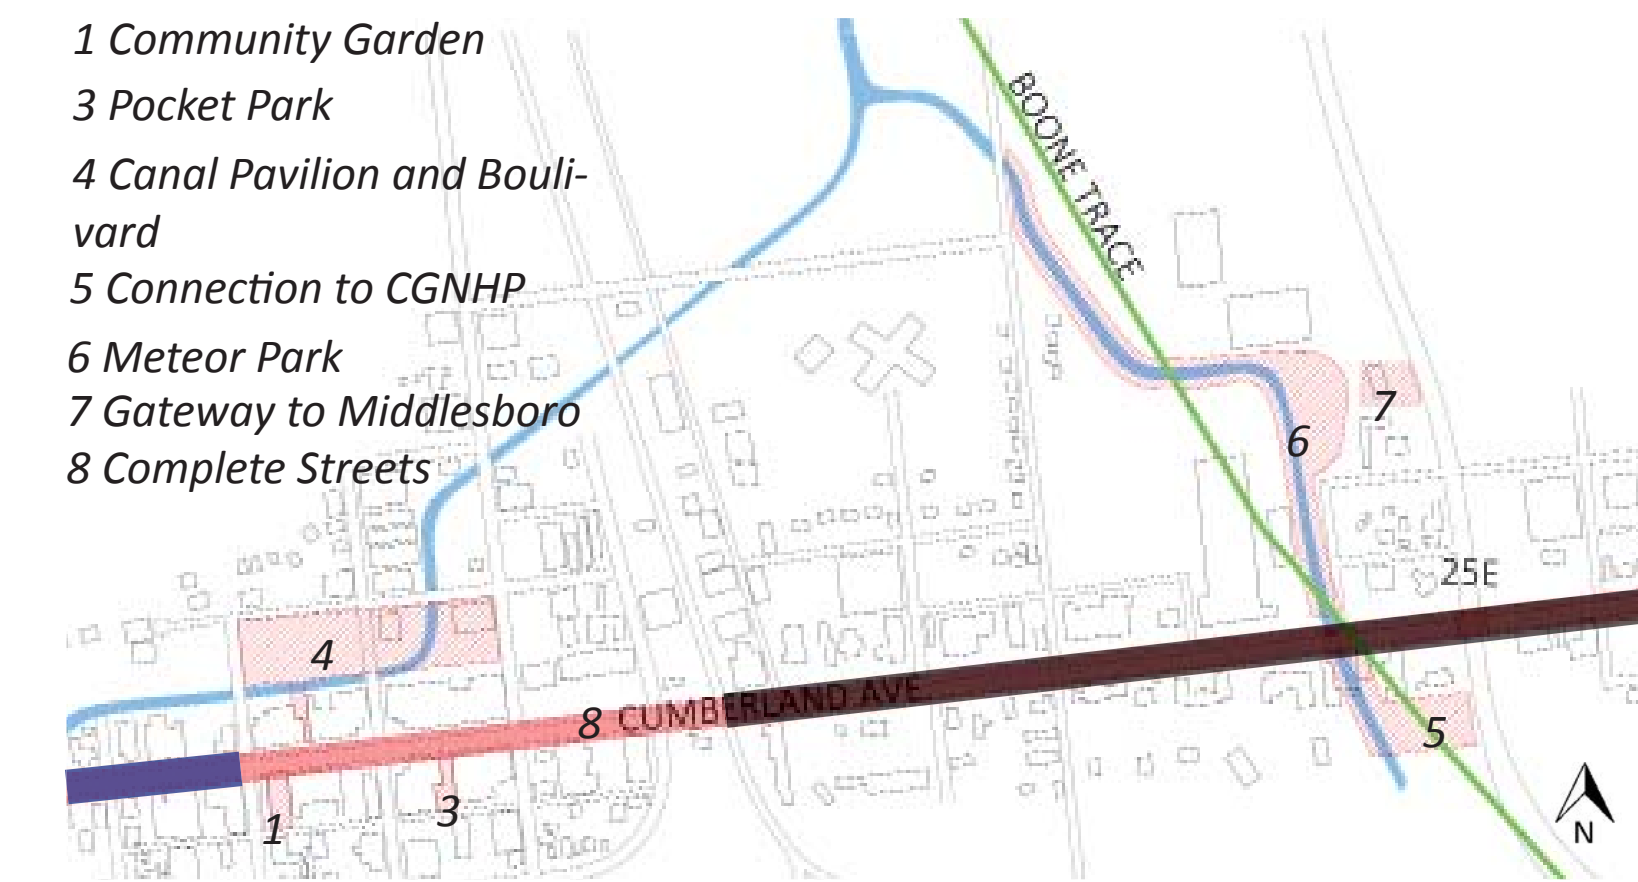 1 Community Garden
3 Pocket Park
4 Canal Pavilion and Bouli-
vard
5 Connection to CGNHP
6 Meteor Park
7 Gateway to Middlesboro
8 Complete Streets
BOONE TRACE
7
6
25E
4
8 CUMBERLAND AVE
5
3
1
N